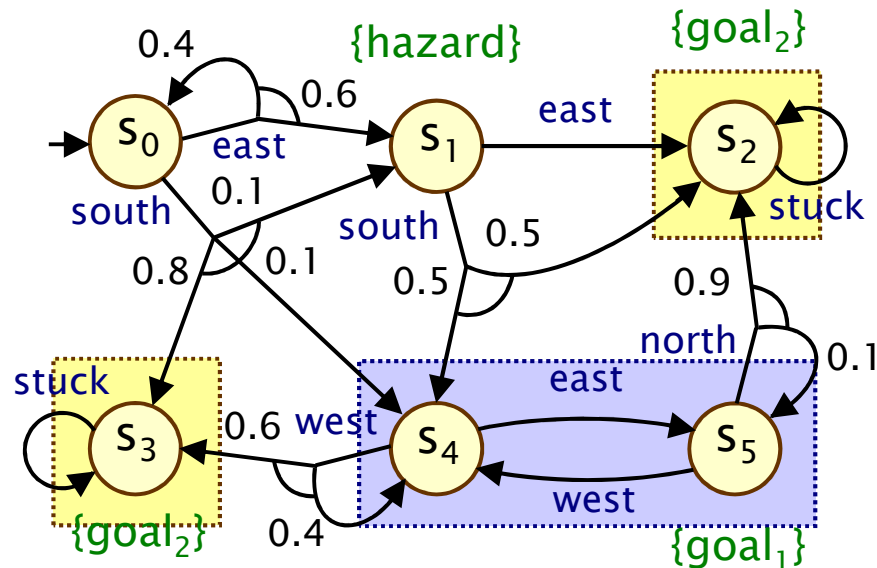 {goal₂}
{hazard}
0.4
0.6
east
s₀
s₁
s₂
east
0.1
south
south
stuck
0.5
0.8
0.1
0.5
0.9
north
0.1
stuck
east
0.6
west
s₃
s₄
s₅
west
0.4
{goal₂}
{goal₁}